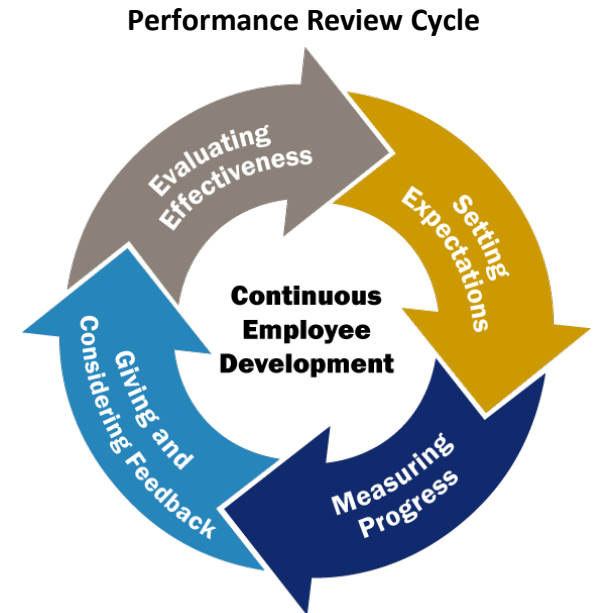 Performance Review Cycle
Evaluating
Effectiveness
Setting
Expectations
Continuous
Employee
Development
Giving and
Considering Feedback
Measuring
Progress